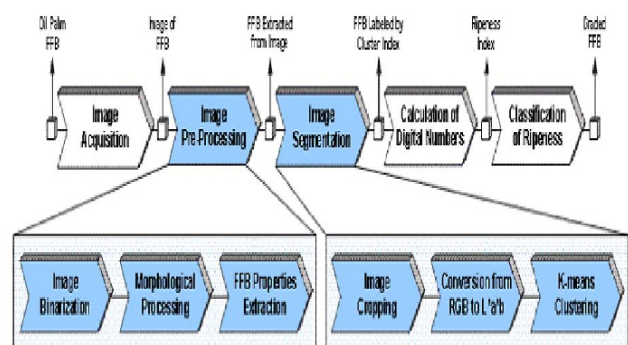 Oil Palm
FFB
Image of
FFB
FFB Extracted
from Image
FFB Labeled by
Cluster Index
Ripeness
Index
Graded
FFB
Image
Acquisition
Image
Pre-Processing
Image
Segmentation
Calculation of
Digital Numbers
Classification
of Ripeness
Image
Binarization
Morphological
Processing
FFB Properties
Extraction
Image
Cropping
Conversion from
RGB to L*a*b
K-means
Clustering